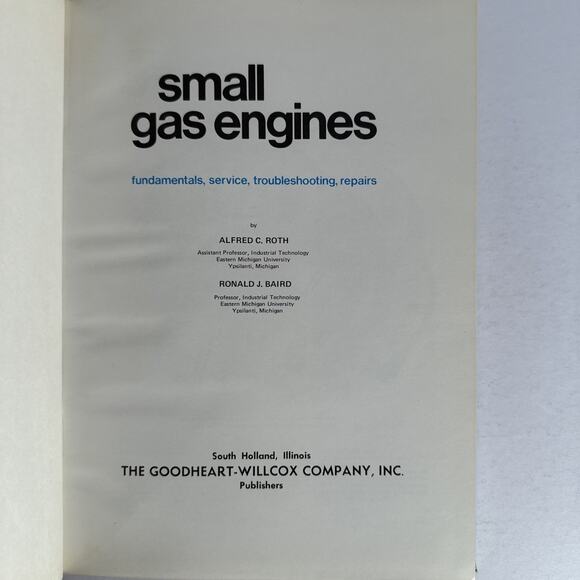 small
gas engines
fundamentals, service, troubleshooting, repairs
by
ALFRED C. ROTH
Assistant Professor, Industrial Technology
Eastern Michigan University
Ypsilanti, Michigan
RONALD J. BAIRD
Professor, Industrial Technology
Eastern Michigan University
Ypsilanti, Michigan
South Holland, Illinois
THE GOODHEART-WILLCOX COMPANY, INC.
Publishers